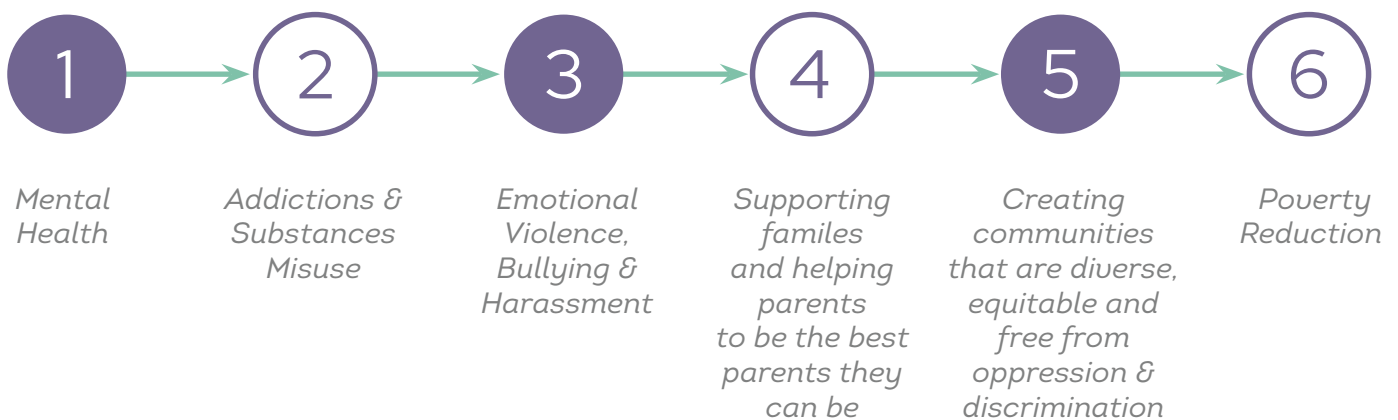 1
2
3
4
5
6
Mental
Health
Addictions &
Substances
Misuse
Emotional
Violence,
Bullying &
Harassment
Supporting
familes
and helping
parents
to be the best
parents they
can be
Creating
communities
that are diverse,
equitable and
free from
oppression &
discrimination
Poverty
Reduction